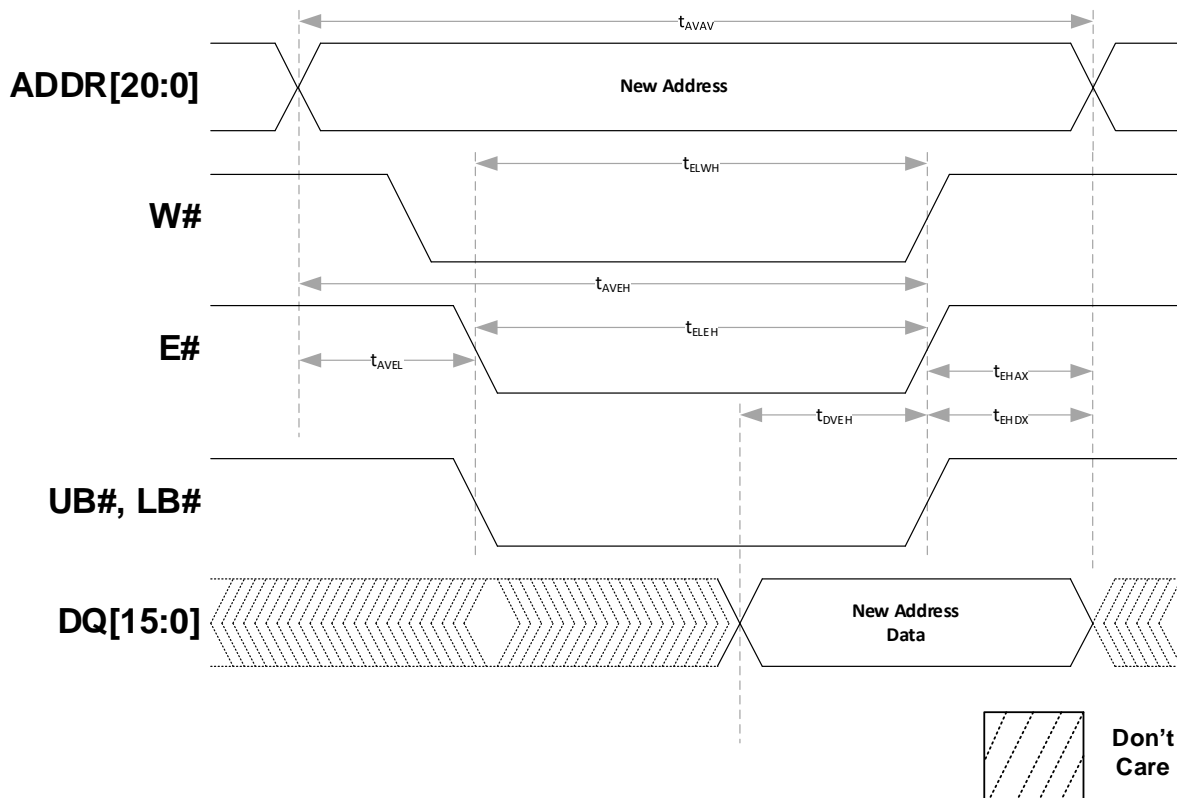 tAVAV
ADDR[20:0]
New Address
tELWH
W#
tAVEH
tELEH
E#
tAVEL
tEHAX
tDVEH
tEHDX
UB#, LB#
DQ[15:0]
New Address
Data
Don't
Care